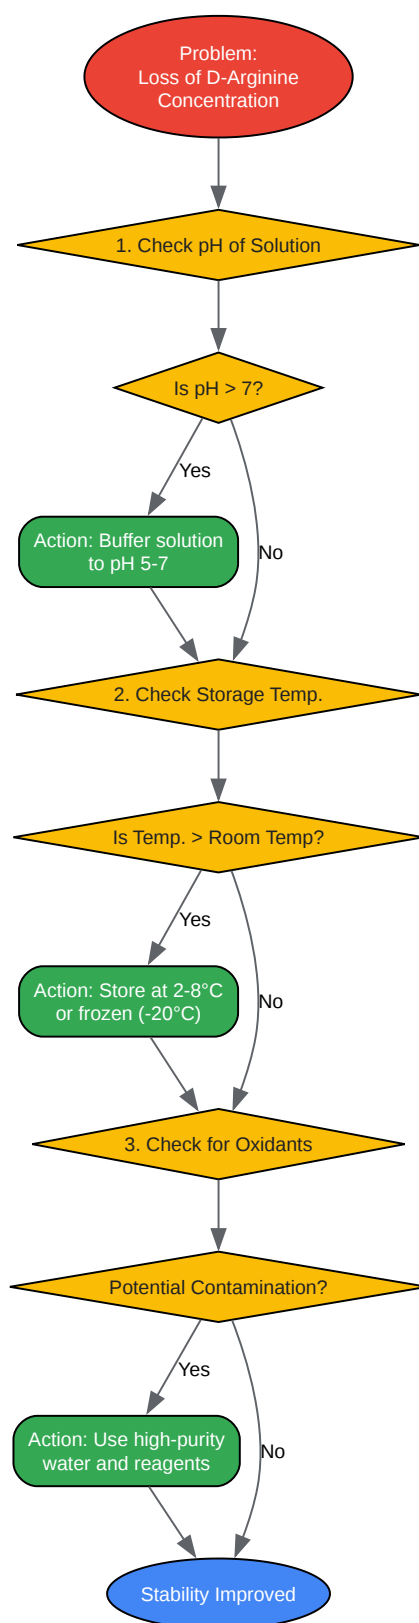 Problem:
Loss of D-Arginine
Concentration
1. Check pH of Solution
Is pH > 7?
Yes
Action: Buffer solution
to pH 5-7
No
2. Check Storage Temp.
Is Temp. > Room Temp?
Yes
Action: Store at 2-8°C
or frozen (-20°C)
No
3. Check for Oxidants
Potential Contamination?
Yes
Action: Use high-purity
water and reagents
No
Stability Improved